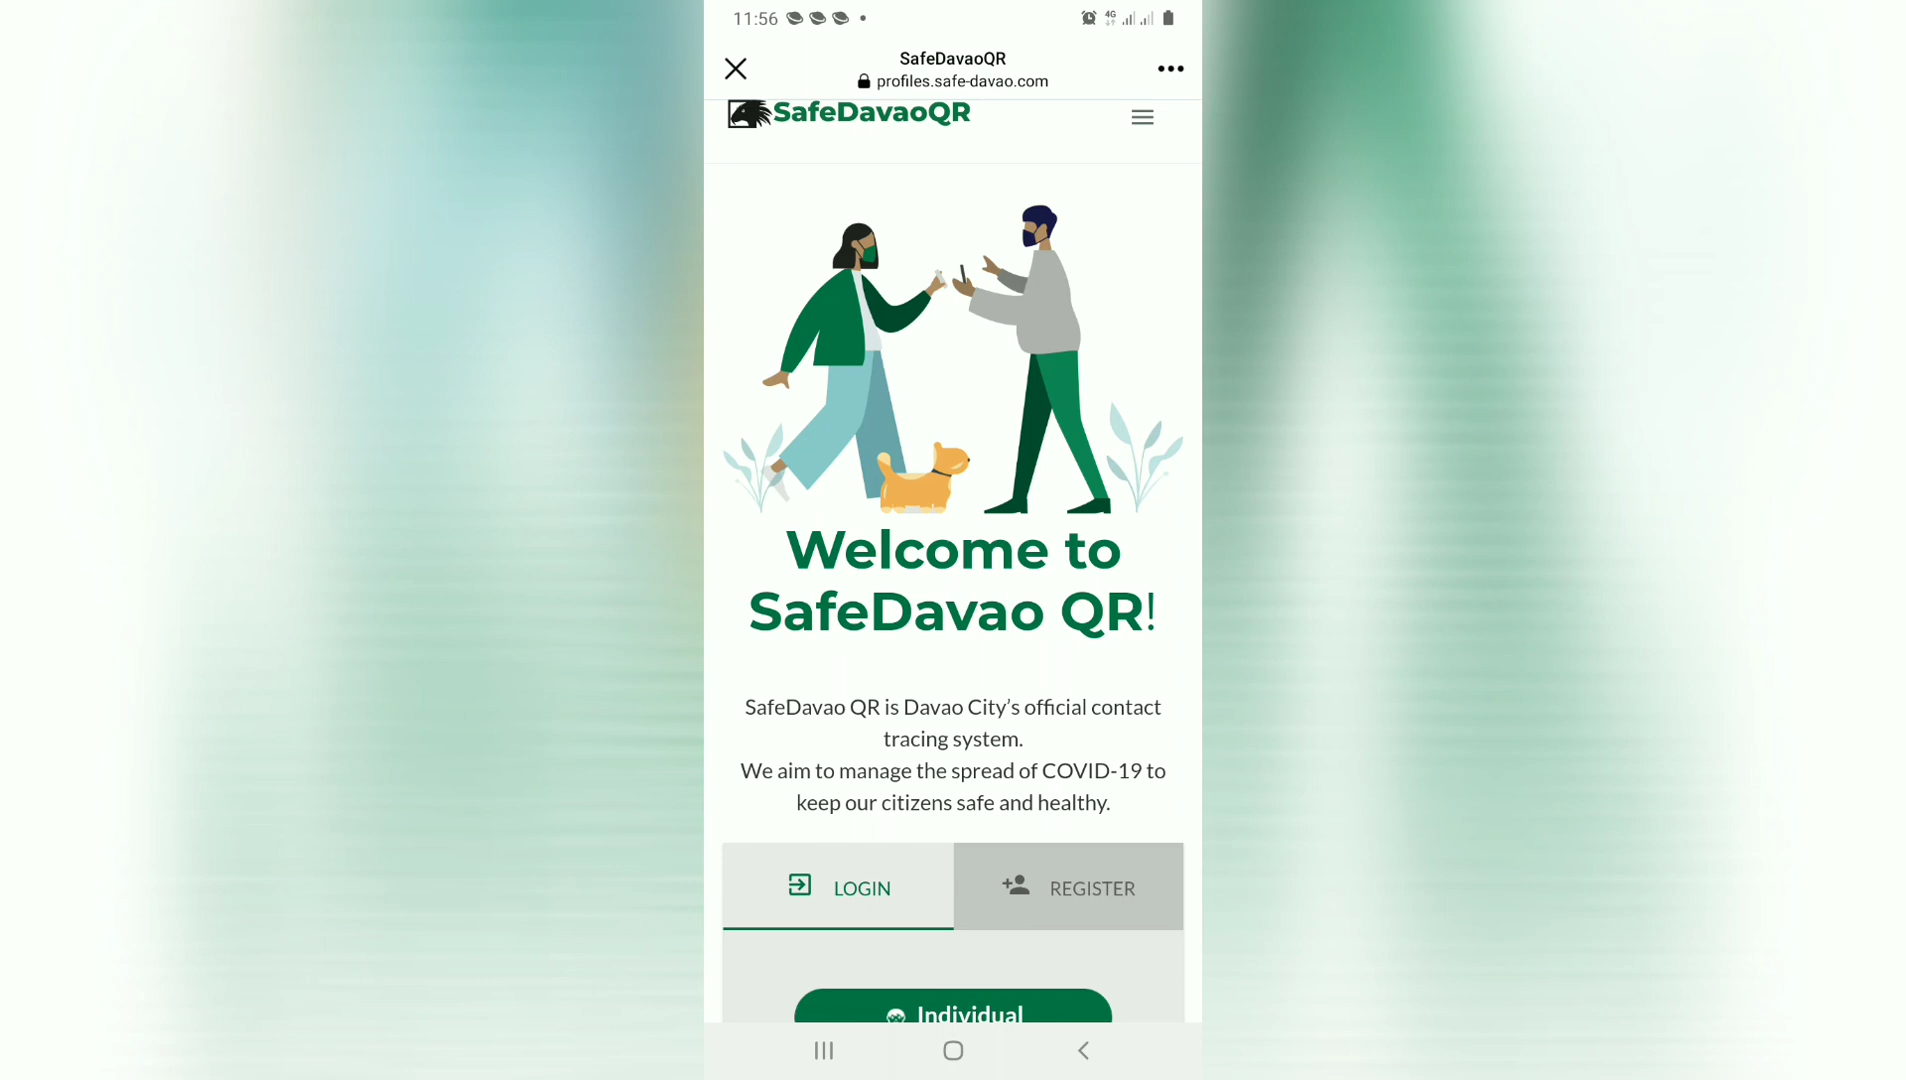 11:56
4G
SafeDavaoQR
profiles.safe-davao.com
SafeDavaoQR
Welcome to
SafeDavao QR!
SafeDavao QR is Davao City’s official contact
tracing system.
We aim to manage the spread of COVID-19 to
keep our citizens safe and healthy.
LOGIN
REGISTER
Individual